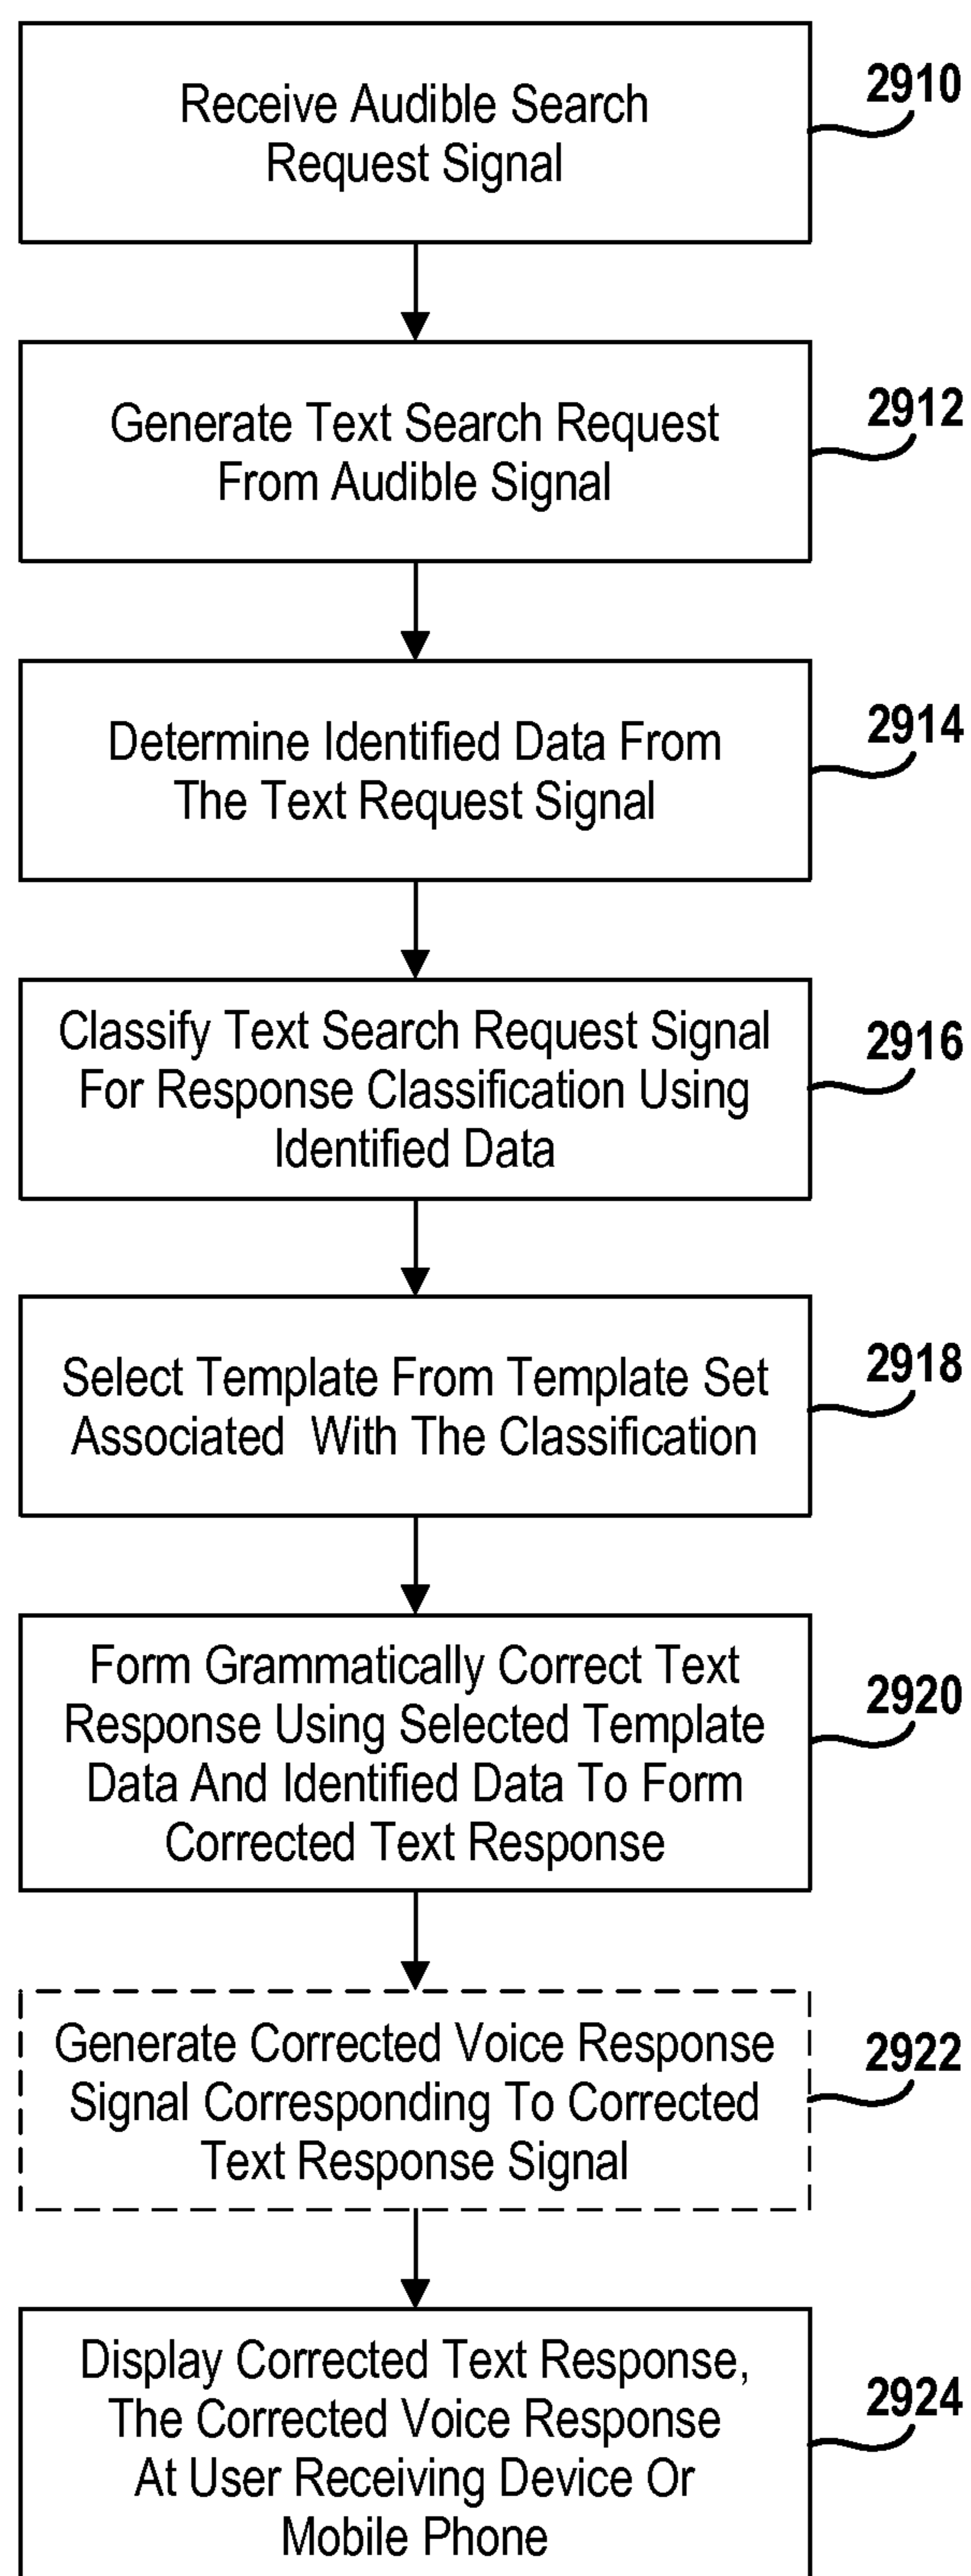 Receive Audible Search
Request Signal
2910
Generate Text Search Request
From Audible Signal
2912
Determine Identified Data From
The Text Request Signal
2914
Classify Text Search Request Signal
For Response Classification Using
Identified Data
2916
Select Template From Template Set
Associated With The Classification
2918
Form Grammatically Correct Text
Response Using Selected Template
Data And Identified Data To Form
Corrected Text Response
2920
Generate Corrected Voice Response
Signal Corresponding To Corrected
Text Response Signal
2922
Display Corrected Text Response,
The Corrected Voice Response
At User Receiving Device Or
Mobile Phone
2924